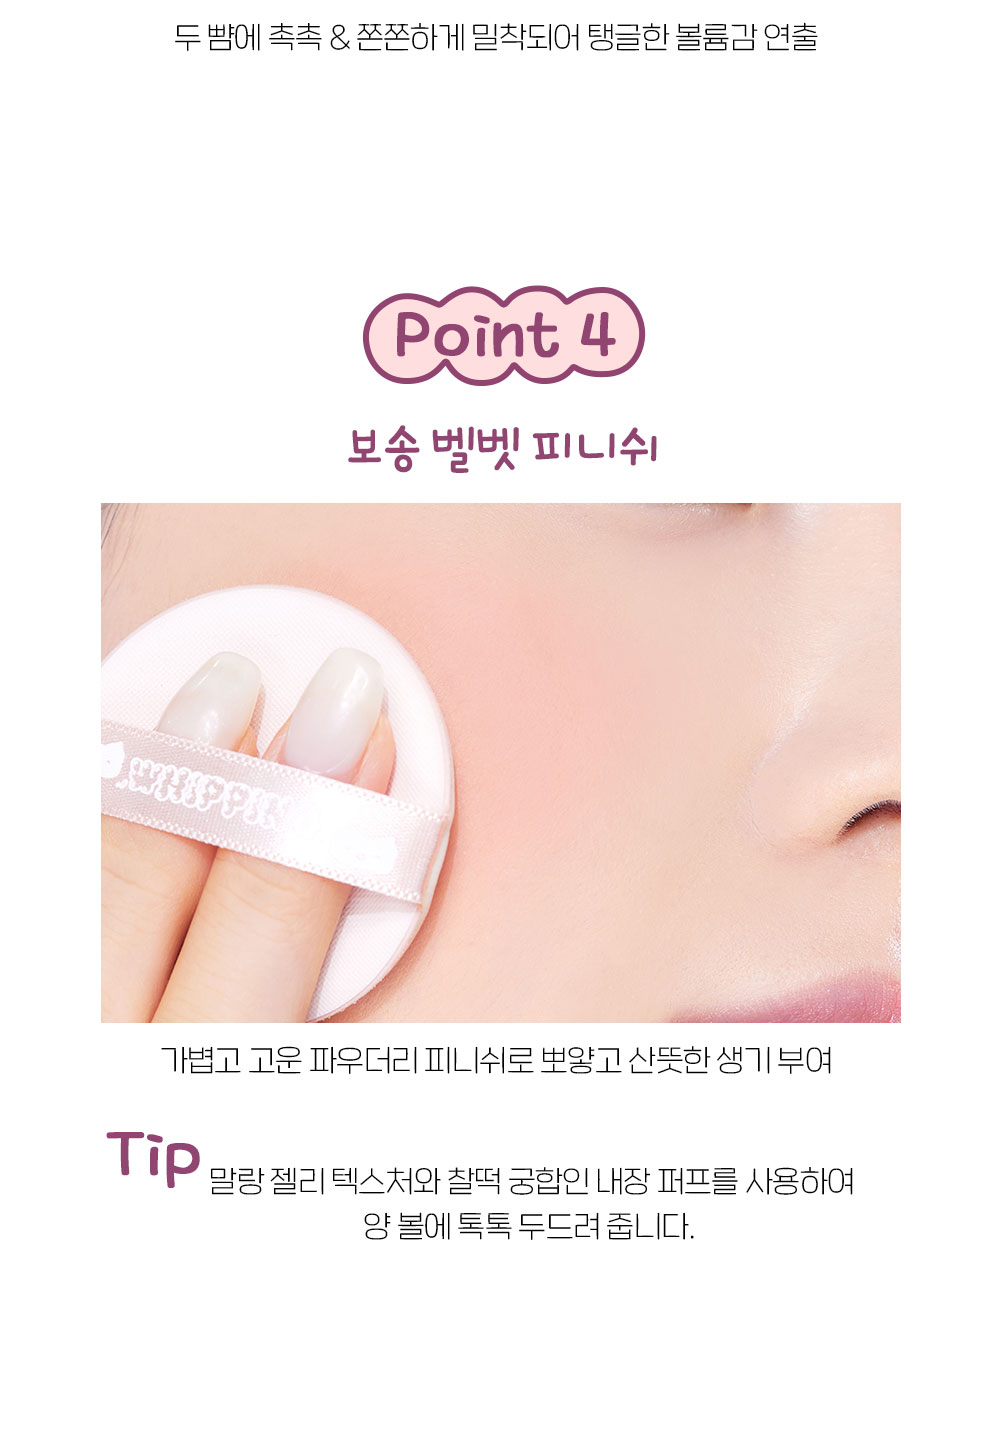 두 뺨에 촉촉 & 쫀쫀하게 밀착되어 탱글한 볼륨감 연출
Point 4
보송 벨벳 피니쉬
WHIPPIN
가볍고 고운 파우더리 피니쉬로 뽀얗고 산뜻한 생기 부여
Tip
말랑 젤리 텍스처와 찰떡 궁합인 내장 퍼프를 사용하여
양 볼에 톡톡 두드려 줍니다.